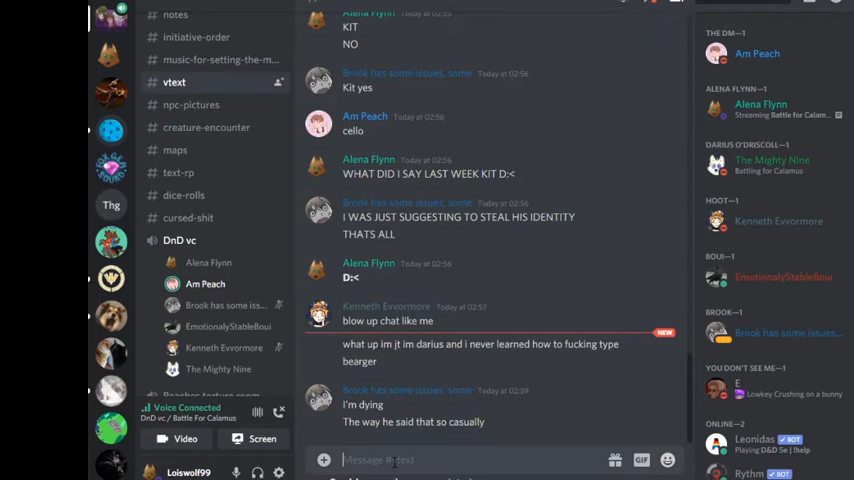 notes
initiative-order
music-for-setting-the-m...
vtext
npc-pictures
creature-encounter
maps
text-rp
dice-rolls
cursed-shit
DnD vc
Alena Flynn
Am Peach
Brook has some iss...
EmotionalyStableBoui
Kenneth Evvormore
The Mighty Nine
Thg
Voice Connected
DnD vc / Battle For Calamus
Video
Screen
Loiswolf99
Alena Flynn Today at 02:55
KIT
NO
Brook has some issues, some Today at 02:56
Kit yes
Am Peach Today at 02:56
cello
Alena Flynn Today at 02:56
WHAT DID I SAY LAST WEEK KIT D:<
Brook has some issues, some Today at 02:56
I WAS JUST SUGGESTING TO STEAL HIS IDENTITY
THATS ALL
Alena Flynn Today at 02:56
D:<
Kenneth Evvormore Today at 02:57
blow up chat like me
NEW
what up im jt im darius and i never learned how to fucking type
bearger
Brook has some issues, some Today at 02:59
I'm dying
The way he said that so casually
Message #vtext
GIF
THE DM—1
Am Peach
ALENA FLYNN—1
Alena Flynn
Streaming Battle for Calam...
DARIUS O'DRISCOLL—1
The Mighty Nine
Battling for Calamus
HOOT—1
Kenneth Evvormore
BOUI—1
EmotionalyStableBoui
BROOK—1
Brook has some issues...
YOU DON'T SEE ME—1
E
Lowkey Crushing on a bunny
ONLINE—2
Leonidas BOT
Playing D&D 5e | !help
Rythm BOT